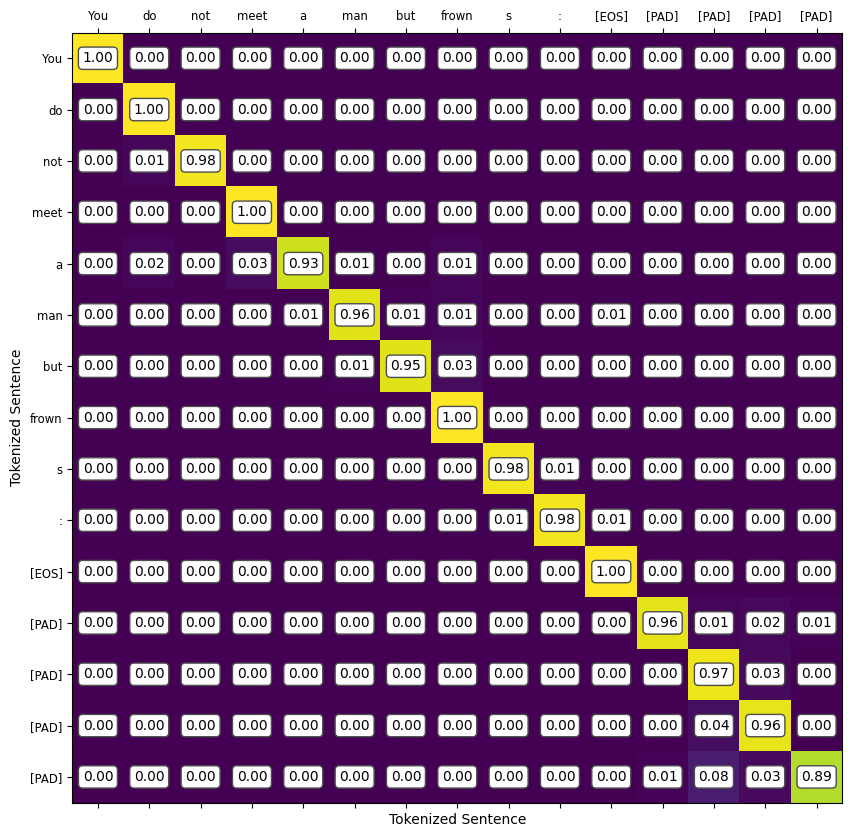 You do not meet a man but frown s : [EOS] [PAD] [PAD] [PAD] [PAD]
You 1.00 0.00 0.00 0.00 0.00 0.00 0.00 0.00 0.00 0.00 0.00 0.00 0.00 0.00 0.00
do 0.00 1.00 0.00 0.00 0.00 0.00 0.00 0.00 0.00 0.00 0.00 0.00 0.00 0.00 0.00
not 0.00 0.01 0.98 0.00 0.00 0.00 0.00 0.00 0.00 0.00 0.00 0.00 0.00 0.00 0.00
meet 0.00 0.00 0.00 1.00 0.00 0.00 0.00 0.00 0.00 0.00 0.00 0.00 0.00 0.00 0.00
a 0.00 0.02 0.00 0.03 0.93 0.01 0.00 0.01 0.00 0.00 0.00 0.00 0.00 0.00 0.00
man 0.00 0.00 0.00 0.00 0.01 0.96 0.01 0.01 0.00 0.00 0.01 0.00 0.00 0.00 0.00
but 0.00 0.00 0.00 0.00 0.00 0.01 0.95 0.03 0.00 0.00 0.00 0.00 0.00 0.00 0.00
frown 0.00 0.00 0.00 0.00 0.00 0.00 0.00 1.00 0.00 0.00 0.00 0.00 0.00 0.00 0.00
s 0.00 0.00 0.00 0.00 0.00 0.00 0.00 0.00 0.98 0.01 0.00 0.00 0.00 0.00 0.00
: 0.00 0.00 0.00 0.00 0.00 0.00 0.00 0.00 0.01 0.98 0.01 0.00 0.00 0.00 0.00
[EOS] 0.00 0.00 0.00 0.00 0.00 0.00 0.00 0.00 0.00 0.00 1.00 0.00 0.00 0.00 0.00
[PAD] 0.00 0.00 0.00 0.00 0.00 0.00 0.00 0.00 0.00 0.00 0.00 0.96 0.01 0.02 0.01
[PAD] 0.00 0.00 0.00 0.00 0.00 0.00 0.00 0.00 0.00 0.00 0.00 0.00 0.97 0.03 0.00
[PAD] 0.00 0.00 0.00 0.00 0.00 0.00 0.00 0.00 0.00 0.00 0.00 0.00 0.04 0.96 0.00
[PAD] 0.00 0.00 0.00 0.00 0.00 0.00 0.00 0.00 0.00 0.00 0.00 0.01 0.08 0.03 0.89
Tokenized Sentence
Tokenized Sentence